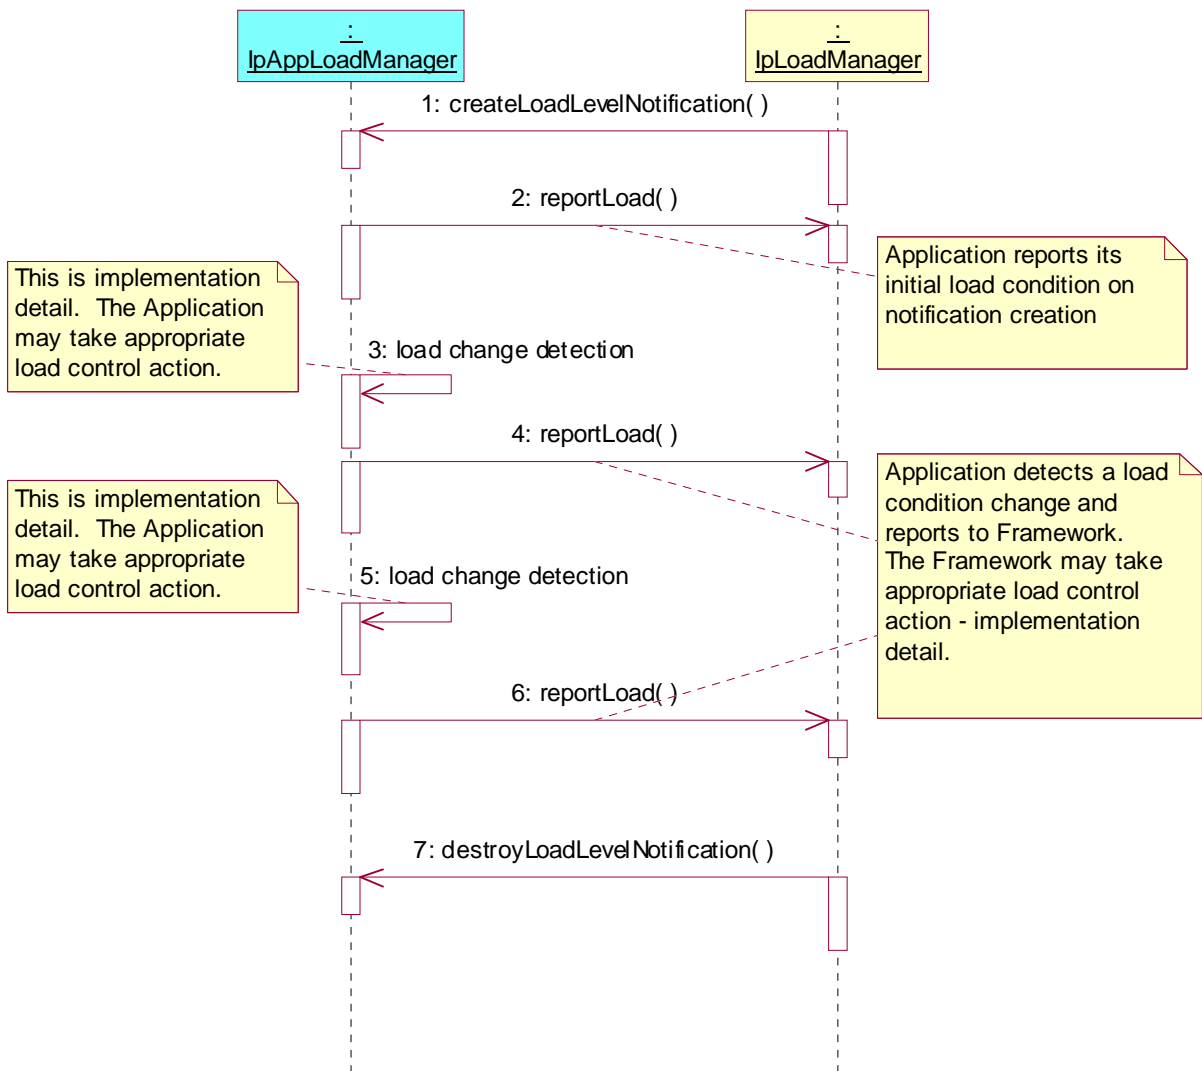 :
IpAppLoadManager
:
IpLoadManager
1: createLoadLevelNotification( )
2: reportLoad( )
Application reports its
initial load condition on
notification creation
This is implementation
detail.  The Application
may take appropriate
load control action.
3: load change detection
4: reportLoad( )
Application detects a load
condition change and
reports to Framework.
The Framework may take
appropriate load control
action - implementation
detail.
This is implementation
detail.  The Application
may take appropriate
load control action.
5: load change detection
6: reportLoad( )
7: destroyLoadLevelNotification( )